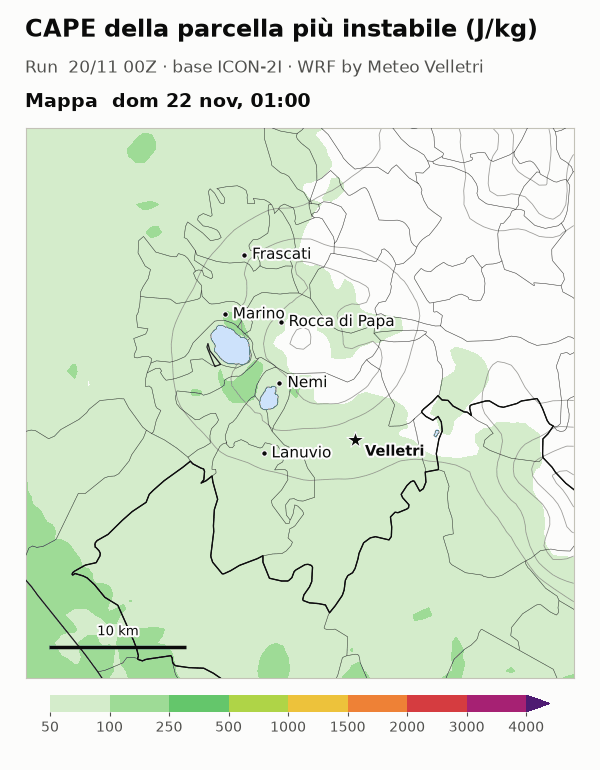 CAPE della parcella più instabile (J/kg)
Run 20/11 00Z · base ICON-2I · WRF by Meteo Velletri
Mappa dom 22 nov, 01:00
Frascati
Marino
Rocca di Papa
Nemi
Velletri
Lanuvio
10 km
50 100 250 500 1000 1500 2000 3000 4000